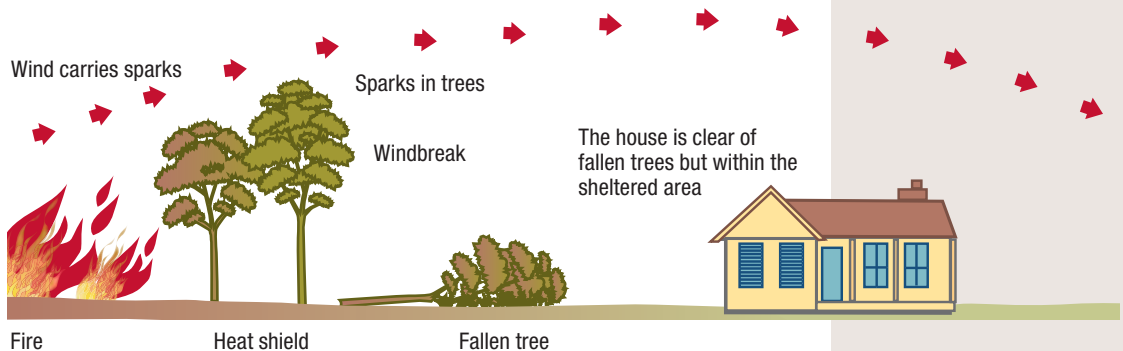 Wind carries sparks
Sparks in trees
Windbreak
The house is clear of
fallen trees but within the
sheltered area
Fire
Heat shield
Fallen tree